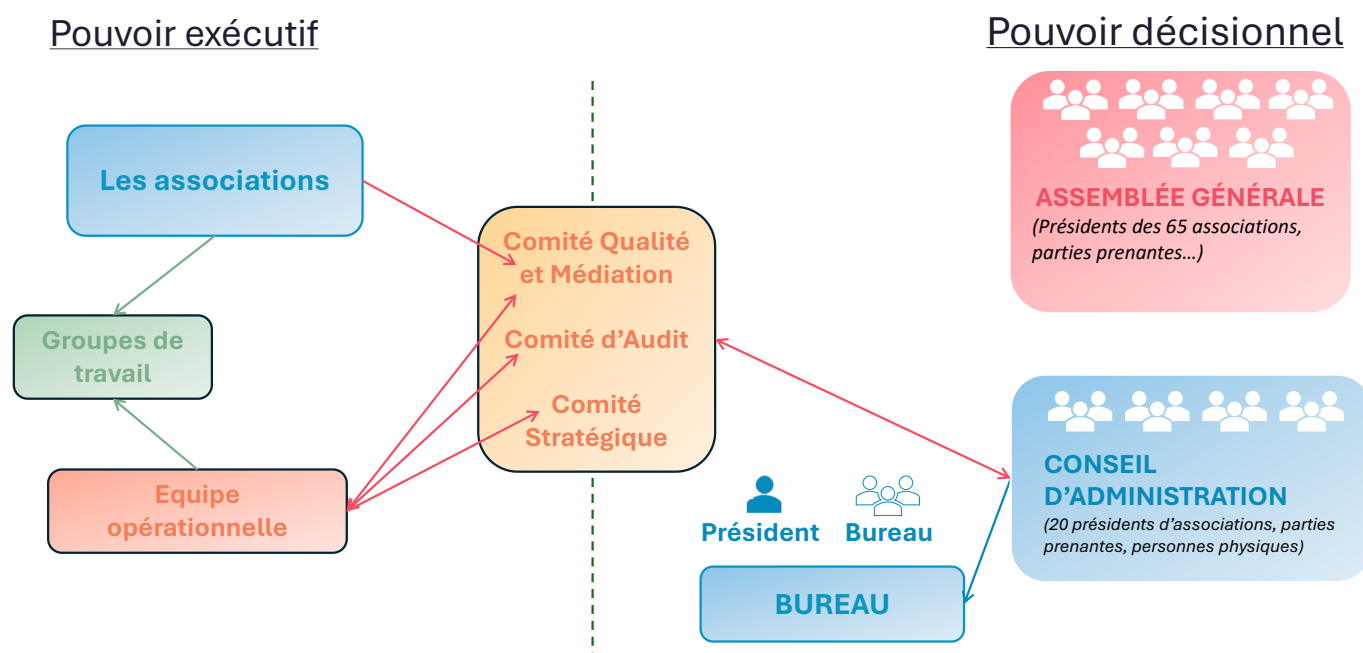 Pouvoir exécutif
Pouvoir décisionnel
Les associations
Groupes de
travail
Equipe
opérationnelle
Comité Qualité
et Médiation
Comité d'Audit
Comité
Stratégique
ASSEMBLÉE GÉNÉRALE
(Présidents des 65 associations,
parties prenantes...)
CONSEIL
D'ADMINISTRATION
(20 présidents d'associations, parties
prenantes, personnes physiques)
Président
Bureau
BUREAU